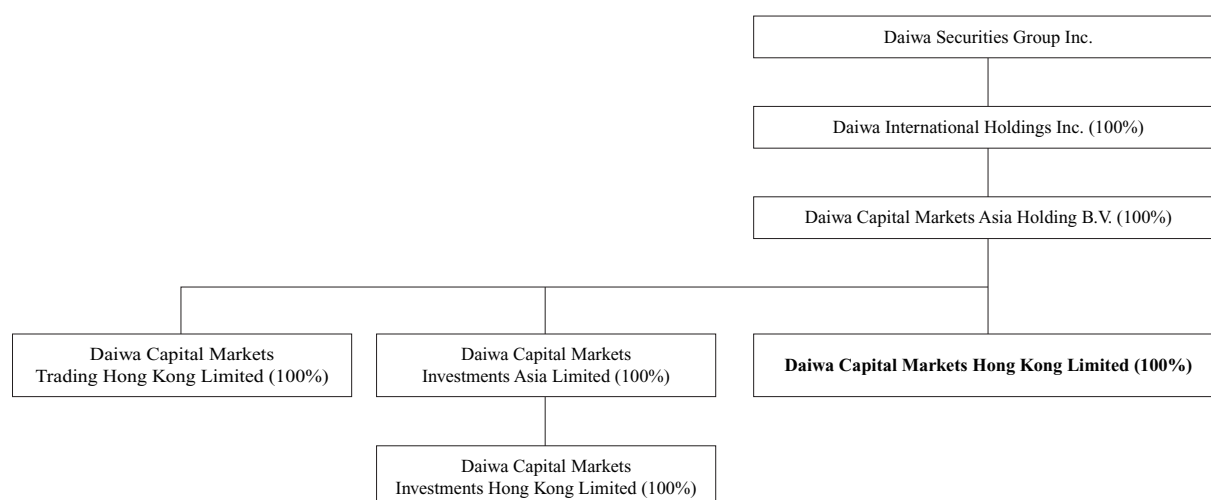 Daiwa Securities Group Inc.
Daiwa International Holdings Inc. (100%)
Daiwa Capital Markets Asia Holding B.V. (100%)
Daiwa Capital Markets
Trading Hong Kong Limited (100%)
Daiwa Capital Markets
Investments Asia Limited (100%)
Daiwa Capital Markets Hong Kong Limited (100%)
Daiwa Capital Markets
Investments Hong Kong Limited (100%)